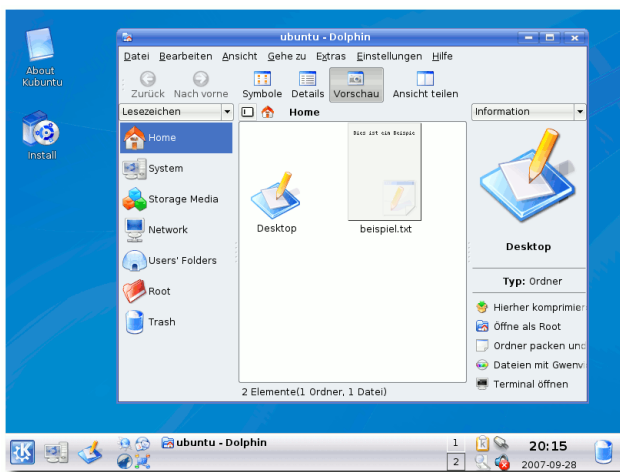 About
Kubuntu
Install
ubuntu - Dolphin
Datei Bearbeiten Ansicht Gehe zu Extras Einstellungen Hilfe
Zurück Nach vorne Symbole Details Vorschau Ansicht teilen
Lesezeichen
Home
Information
Home
System
Storage Media
Network
Users' Folders
Root
Trash
Dies ist ein Beispie
Desktop
beispiel.txt
2 Elemente(1 Ordner, 1 Datei)
Desktop
Typ: Ordner
Hierher komprimier
Öffne als Root
Ordner packen und
Dateien mit Gwenvi
Terminal öffnen
ubuntu - Dolphin
1
2
20:15
2007-09-28